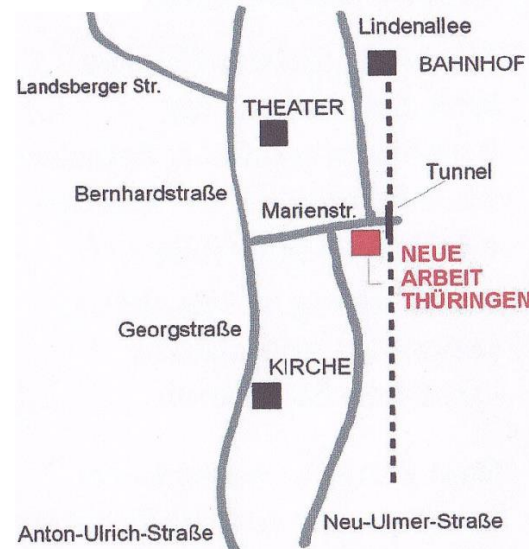 Lindenallee
BAHNHOF
Landsberger Str.
THEATER
Tunnel
Bernhardstraße
Marienstr.
NEUE
ARBEIT
THÜRINGEN
Georgstraße
KIRCHE
Anton-Ulrich-Straße
Neu-Ulmer-Straße